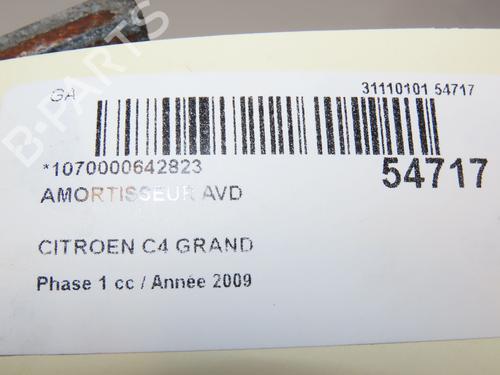 GA
31110101 54717
*1070000642823
54717
AMORTISSEUR AVD
CITROEN C4 GRAND
Phase 1 cc / Année 2009
B-PARTS